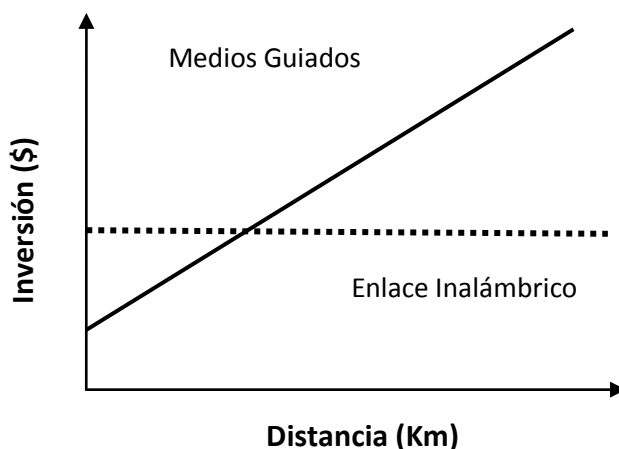 Medios Guiados
Inversión ($)
Enlace Inalámbrico
Distancia (Km)